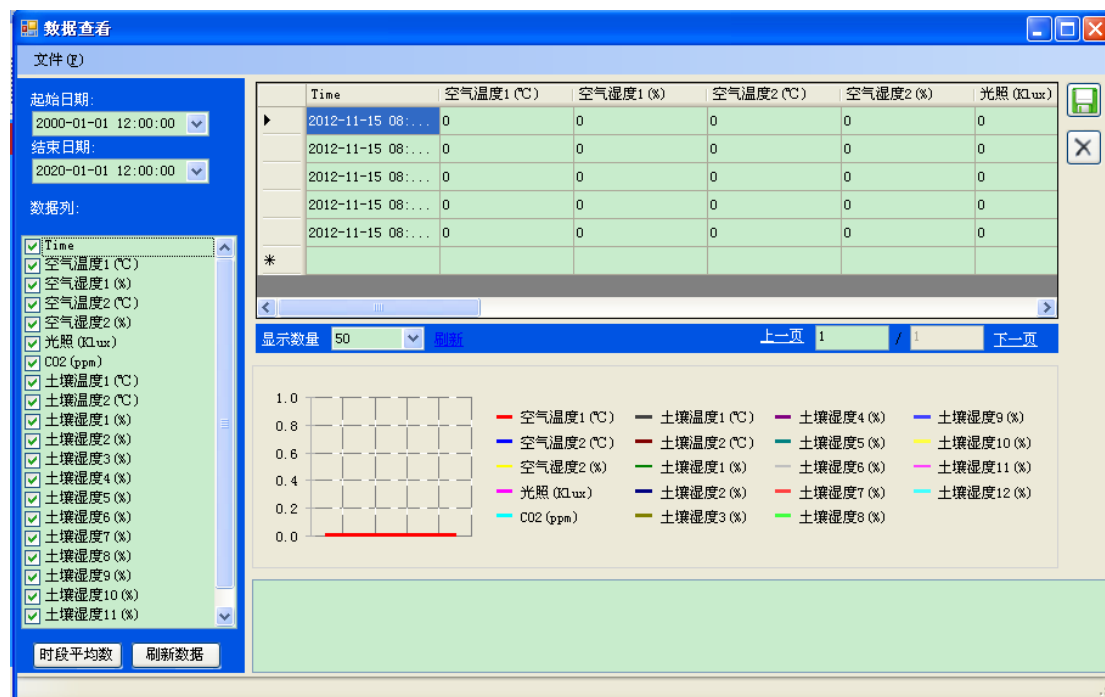 数据查看
文件(F)
起始日期:
2000-01-01 12:00:00
结束日期:
2020-01-01 12:00:00
数据列:
Time
空气温度1(℃)
空气湿度1(%)
空气温度2(℃)
空气湿度2(%)
光照(Klux)
CO2(ppm)
土壤温度1(℃)
土壤温度2(℃)
土壤湿度1(%)
土壤湿度2(%)
土壤湿度3(%)
土壤湿度4(%)
土壤湿度5(%)
土壤湿度6(%)
土壤湿度7(%)
土壤湿度8(%)
土壤湿度9(%)
土壤湿度10(%)
土壤湿度11(%)
时段平均数 刷新数据
Time 空气温度1(℃) 空气湿度1(%) 空气温度2(℃) 空气湿度2(%) 光照(Klux)
2012-11-15 08:... 0 0 0 0 0
2012-11-15 08:... 0 0 0 0 0
2012-11-15 08:... 0 0 0 0 0
2012-11-15 08:... 0 0 0 0 0
2012-11-15 08:... 0 0 0 0 0
显示数量 50 刷新 上一页 1 / 1 下一页
1.0
0.8
0.6
0.4
0.2
0.0
空气温度1(℃) 土壤温度1(℃) 土壤湿度4(%) 土壤湿度9(%)
空气温度2(℃) 土壤温度2(℃) 土壤湿度5(%) 土壤湿度10(%)
空气湿度2(%) 土壤湿度1(%) 土壤湿度6(%) 土壤湿度11(%)
光照(Klux) 土壤湿度2(%) 土壤湿度7(%) 土壤湿度12(%)
CO2(ppm) 土壤湿度3(%) 土壤湿度8(%)